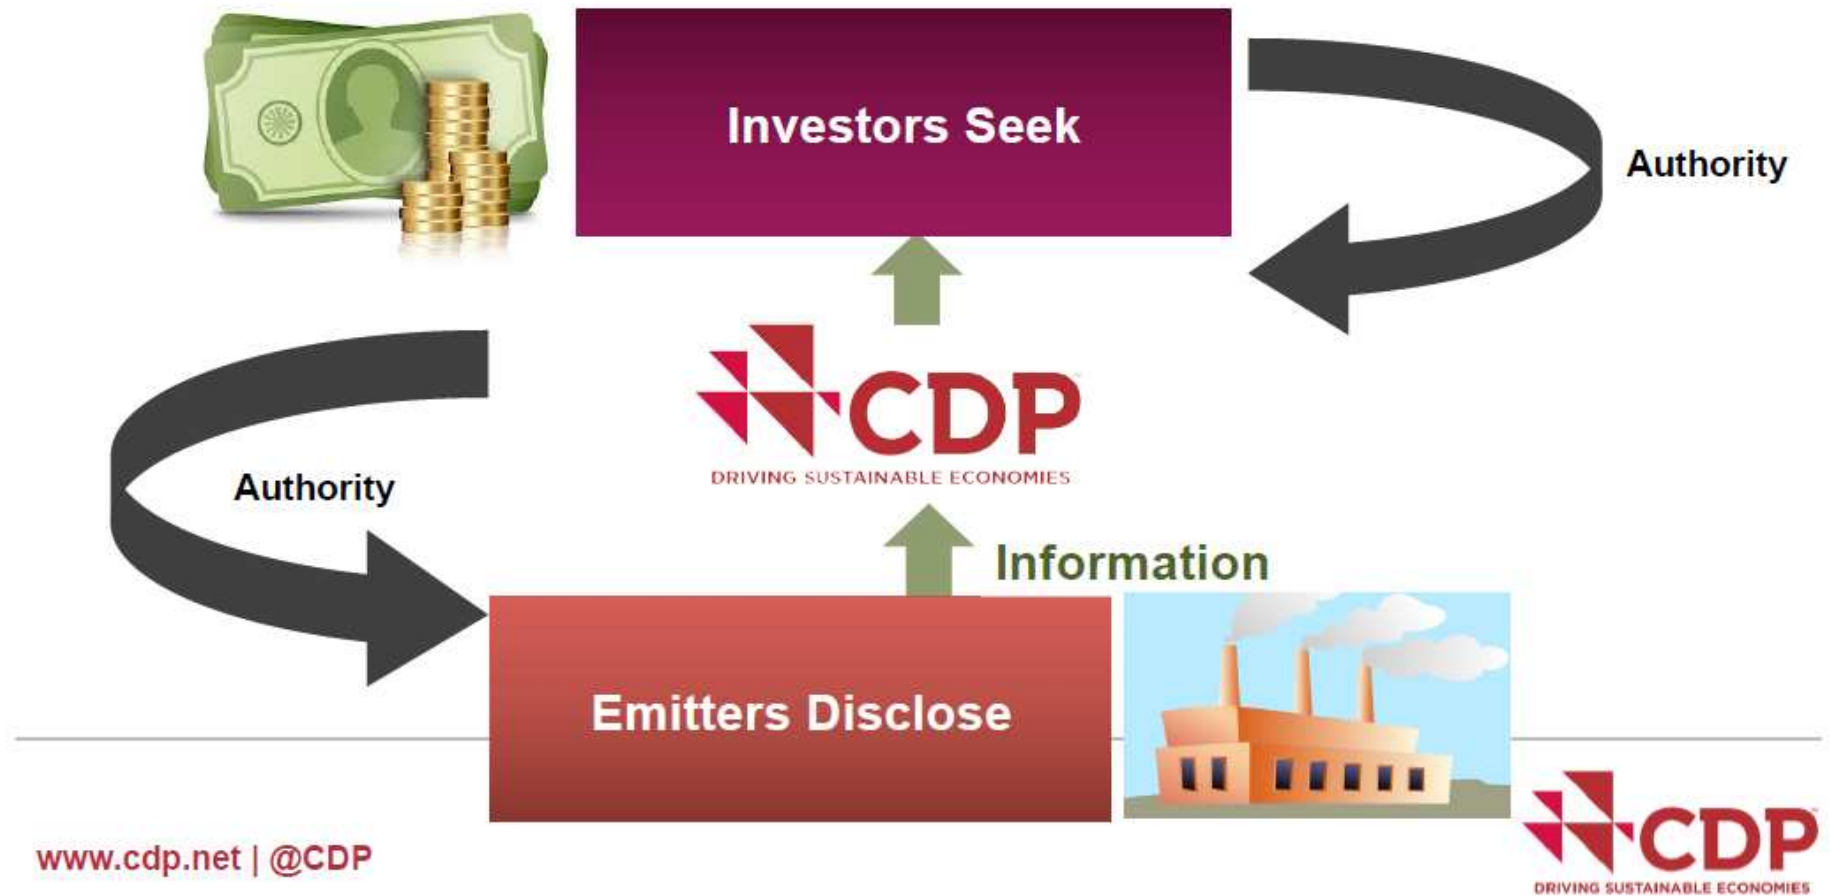 Investors Seek
Authority
CDP
DRIVING SUSTAINABLE ECONOMIES
Authority
Information
Emitters Disclose
www.cdp.net | @CDP
CDP
DRIVING SUSTAINABLE ECONOMIES